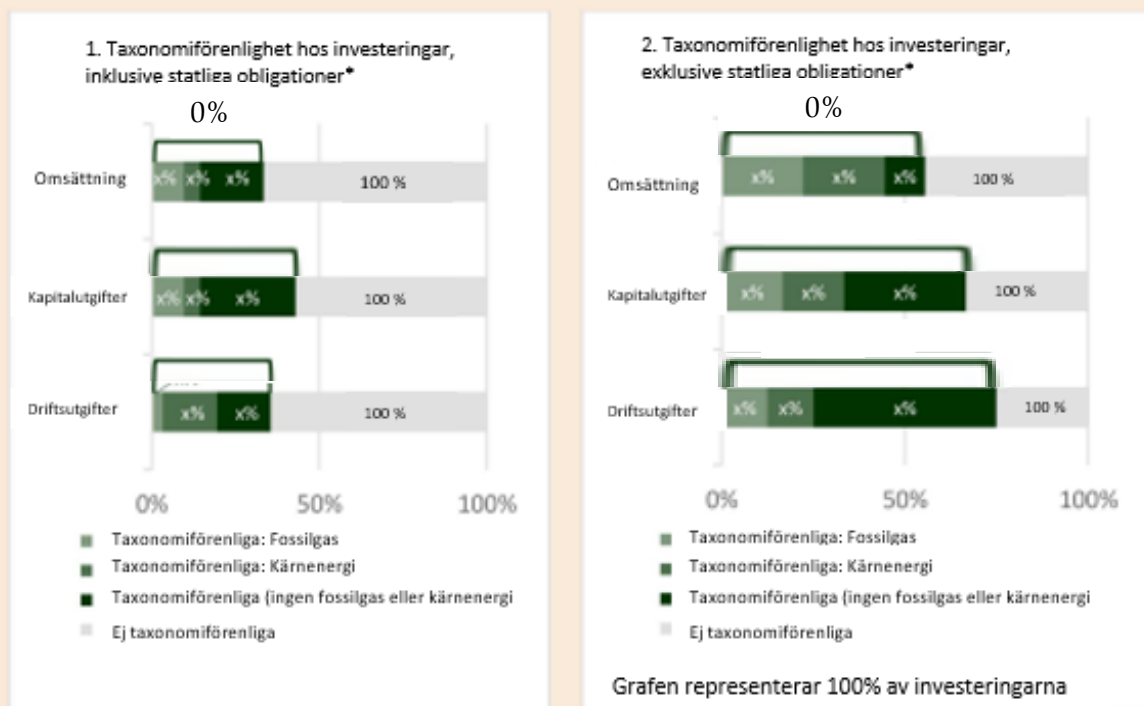 1. Taxonomiförenlighet hos investeringar,
inklusive statliga obligationer*
0%
Omsättning
x% x% x% 100 %
Kapitalutgifter
x% x% x% 100 %
Driftsutgifter
x% x% 100 %
0% 50% 100%
Taxonomiförenliga: Fossilgas
Taxonomiförenliga: Kärnenergi
Taxonomiförenliga (ingen fossilgas eller kärnenergi
Ej taxonomiförenliga
2. Taxonomiförenlighet hos investeringar,
exklusive statliga obligationer*
0%
Omsättning
x% x% x% 100 %
Kapitalutgifter
x% x% x% 100 %
Driftsutgifter
x% x% x% 100 %
0% 50% 100%
Taxonomiförenliga: Fossilgas
Taxonomiförenliga: Kärnenergi
Taxonomiförenliga (ingen fossilgas eller kärnenergi
Ej taxonomiförenliga
Grafen representerar 100% av investeringarna